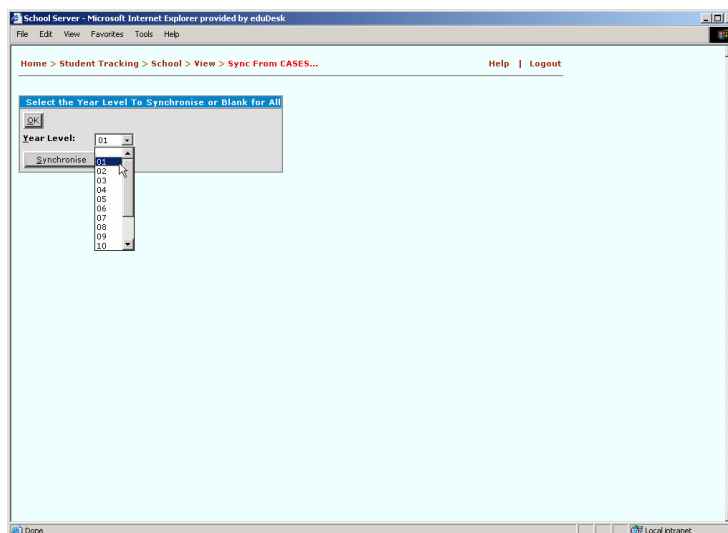 School Server - Microsoft Internet Explorer provided by eduDesk
File Edit View Favorites Tools Help
Home > Student Tracking > School > View > Sync From CASES... Help | Logout
Select the Year Level To Synchronise or Blank for All
OK
Year Level: 01
Synchronise
01
02
03
04
05
06
07
08
09
10
Done Local intranet